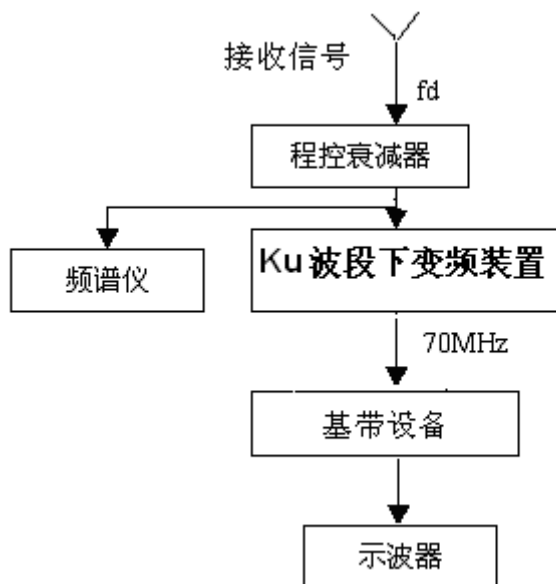 接收信号
fd
程控衰减器
频谱仪
Ku波段下变频装置
70MHz
基带设备
示波器